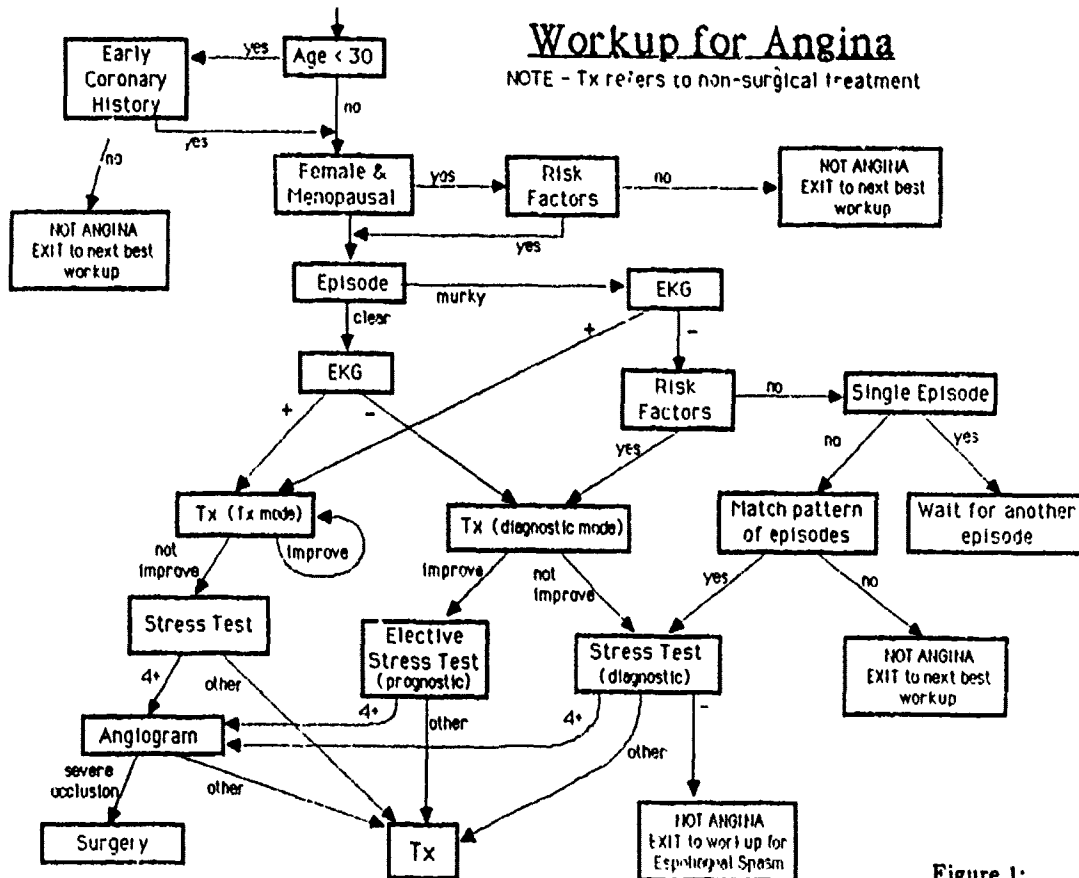 Workup for Angina
NOTE - Tx refers to non-surgical treatment
Age < 30
yes
no
Early
Coronary
History
yes
no
NOT ANGINA
EXIT to next best
workup
Female &
Menopausal
yes
Risk
Factors
no
NOT ANGINA
EXIT to next best
workup
yes
Episode
murky
clear
EKG
+
-
EKG
+
-
Risk
Factors
no
Single Episode
yes
no
yes
Tx (Tx mode)
improve
not
improve
Tx (diagnostic mode)
improve
not
improve
Match pattern
of episodes
yes
no
Wait for another
episode
Stress Test
4+
other
Elective
Stress Test
(prognostic)
4+
other
Stress Test
(diagnostic)
4+
other
-
NOT ANGINA
EXIT to next best
workup
Angiogram
severe
occlusion
other
Surgery
Tx
NOT ANGINA
EXIT to work up for
Spasm
Figure 1: